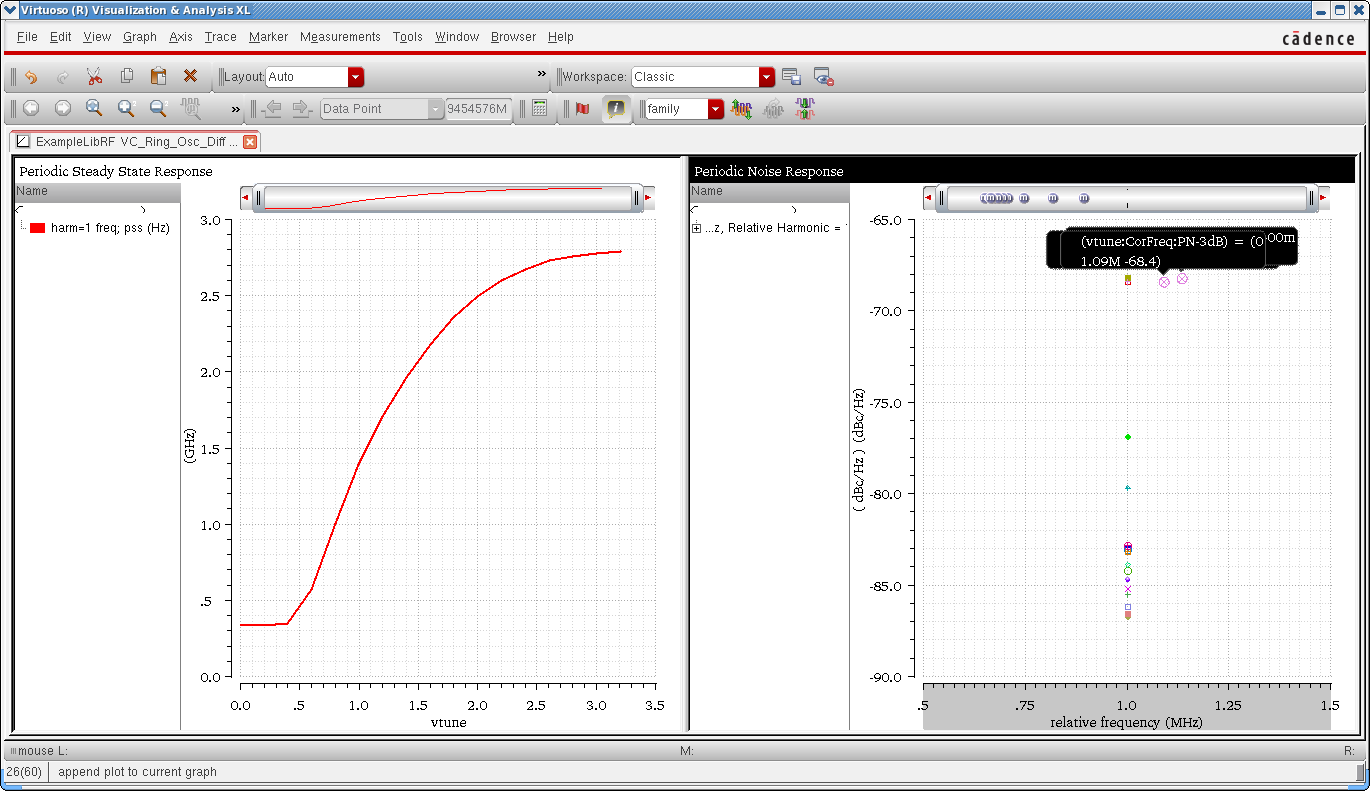 Virtuoso (R) Visualization & Analysis XL
File Edit View Graph Axis Trace Marker Measurements Tools Window Browser Help
cādence
Layout: Auto
» Workspace: Classic
» Data Point 9454576M family
ExampleLibRF VC_Ring_Osc_Diff ...
Periodic Steady State Response
Name
harm=1 freq; pss (Hz)
3.0
2.5
2.0
1.5
1.0
.5
0.0
(GHz)
0.0 .5 1.0 1.5 2.0 2.5 3.0 3.5
vtune
Periodic Noise Response
Name
...z, Relative Harmonic =
m m m m
(vtune:CorFreq:PN-3dB) = (0 00m
1.09M -68.4)
-65.0
-70.0
-75.0
-80.0
-85.0
-90.0
( dBc/Hz ) (dBc/Hz)
.5 .75 1.0 1.25 1.5
relative frequency (MHz)
mouse L: M: R:
26(60) append plot to current graph